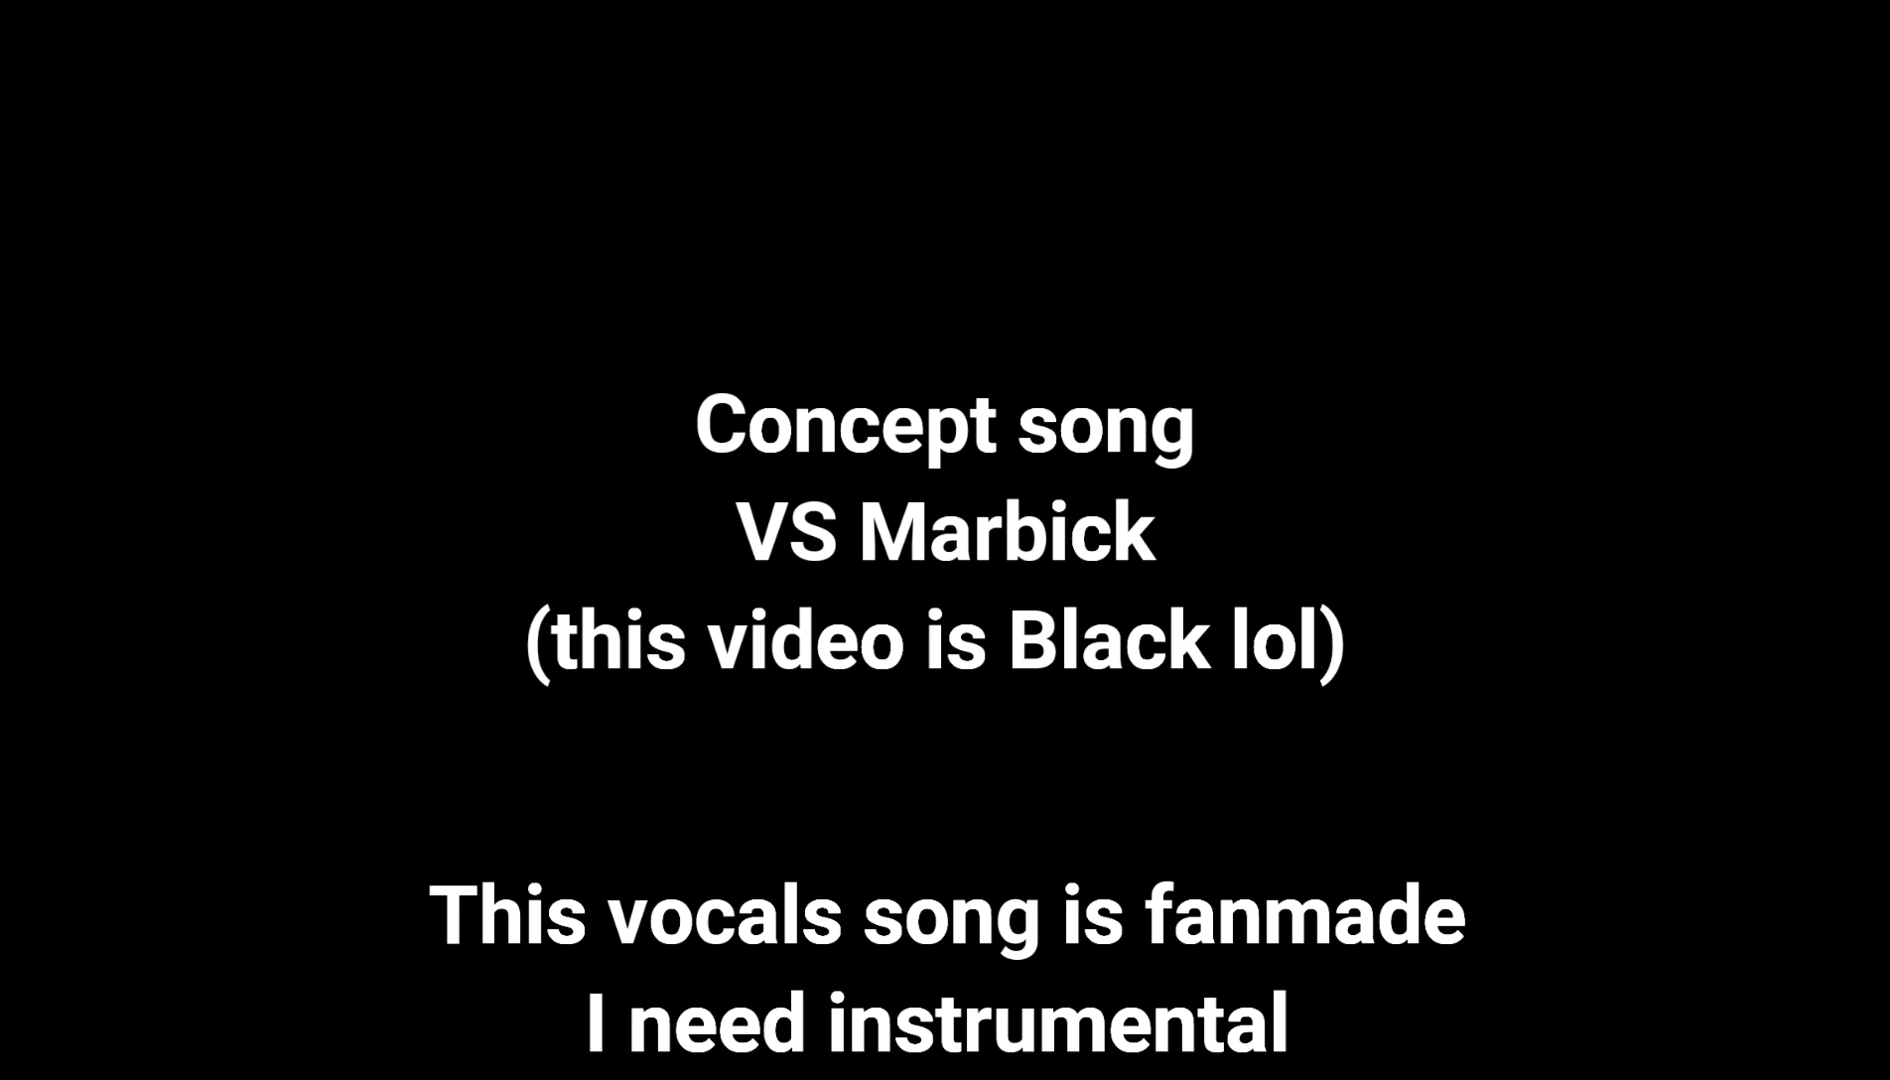 Concept song
VS Marbick
(this video is Black lol)
This vocals song is fanmade
I need instrumental